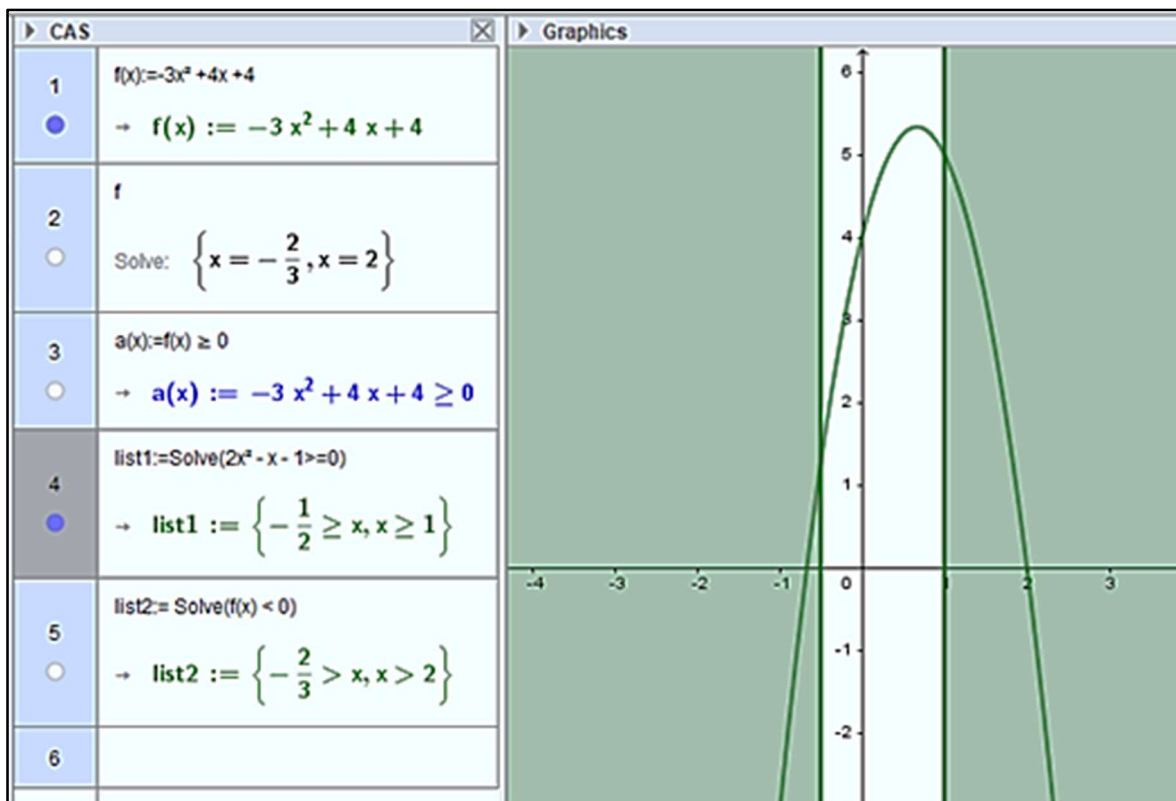 CAS
1
f(x):=-3x² +4x +4
→ f(x) := −3 x² + 4 x + 4
2
f
Solve: {x = −2/3, x = 2}
3
a(x):=f(x) ≥ 0
→ a(x) := −3 x² + 4 x + 4 ≥ 0
4
list1:=Solve(2x² - x - 1>=0)
→ list1 := {−1/2 ≥ x, x ≥ 1}
5
list2:= Solve(f(x) < 0)
→ list2 := {−2/3 > x, x > 2}
6
Graphics
6
5
4
3
2
1
-4 -3 -2 -1 0 1 2 3
-1
-2